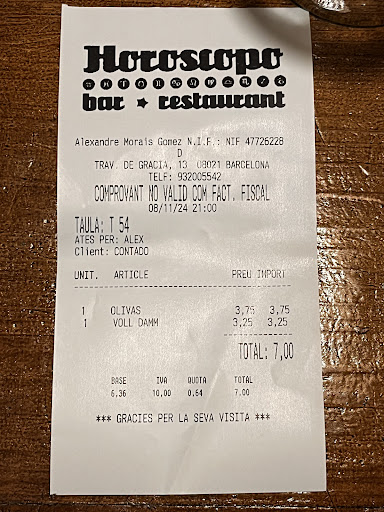 Horoscopo
bar ★ restaurant
Alexandre Morais Gomez N.I.F.: NIF 47726228
D
TRAV. DE GRACIA, 13 08021 BARCELONA
TELF: 932005542
COMPROVANT NO VALID COM FACT. FISCAL
08/11/24 21:00
TAULA: T 54
ATES PER: ALEX
Client: CONTADO
UNIT. ARTICLE PREU IMPORT
1 OLIVAS 3,75 3,75
1 VOLL DAMM 3,25 3,25
TOTAL: 7,00
BASE IVA QUOTA TOTAL
6,36 10,00 0,64 7,00
*** GRACIES PER LA SEVA VISITA ***